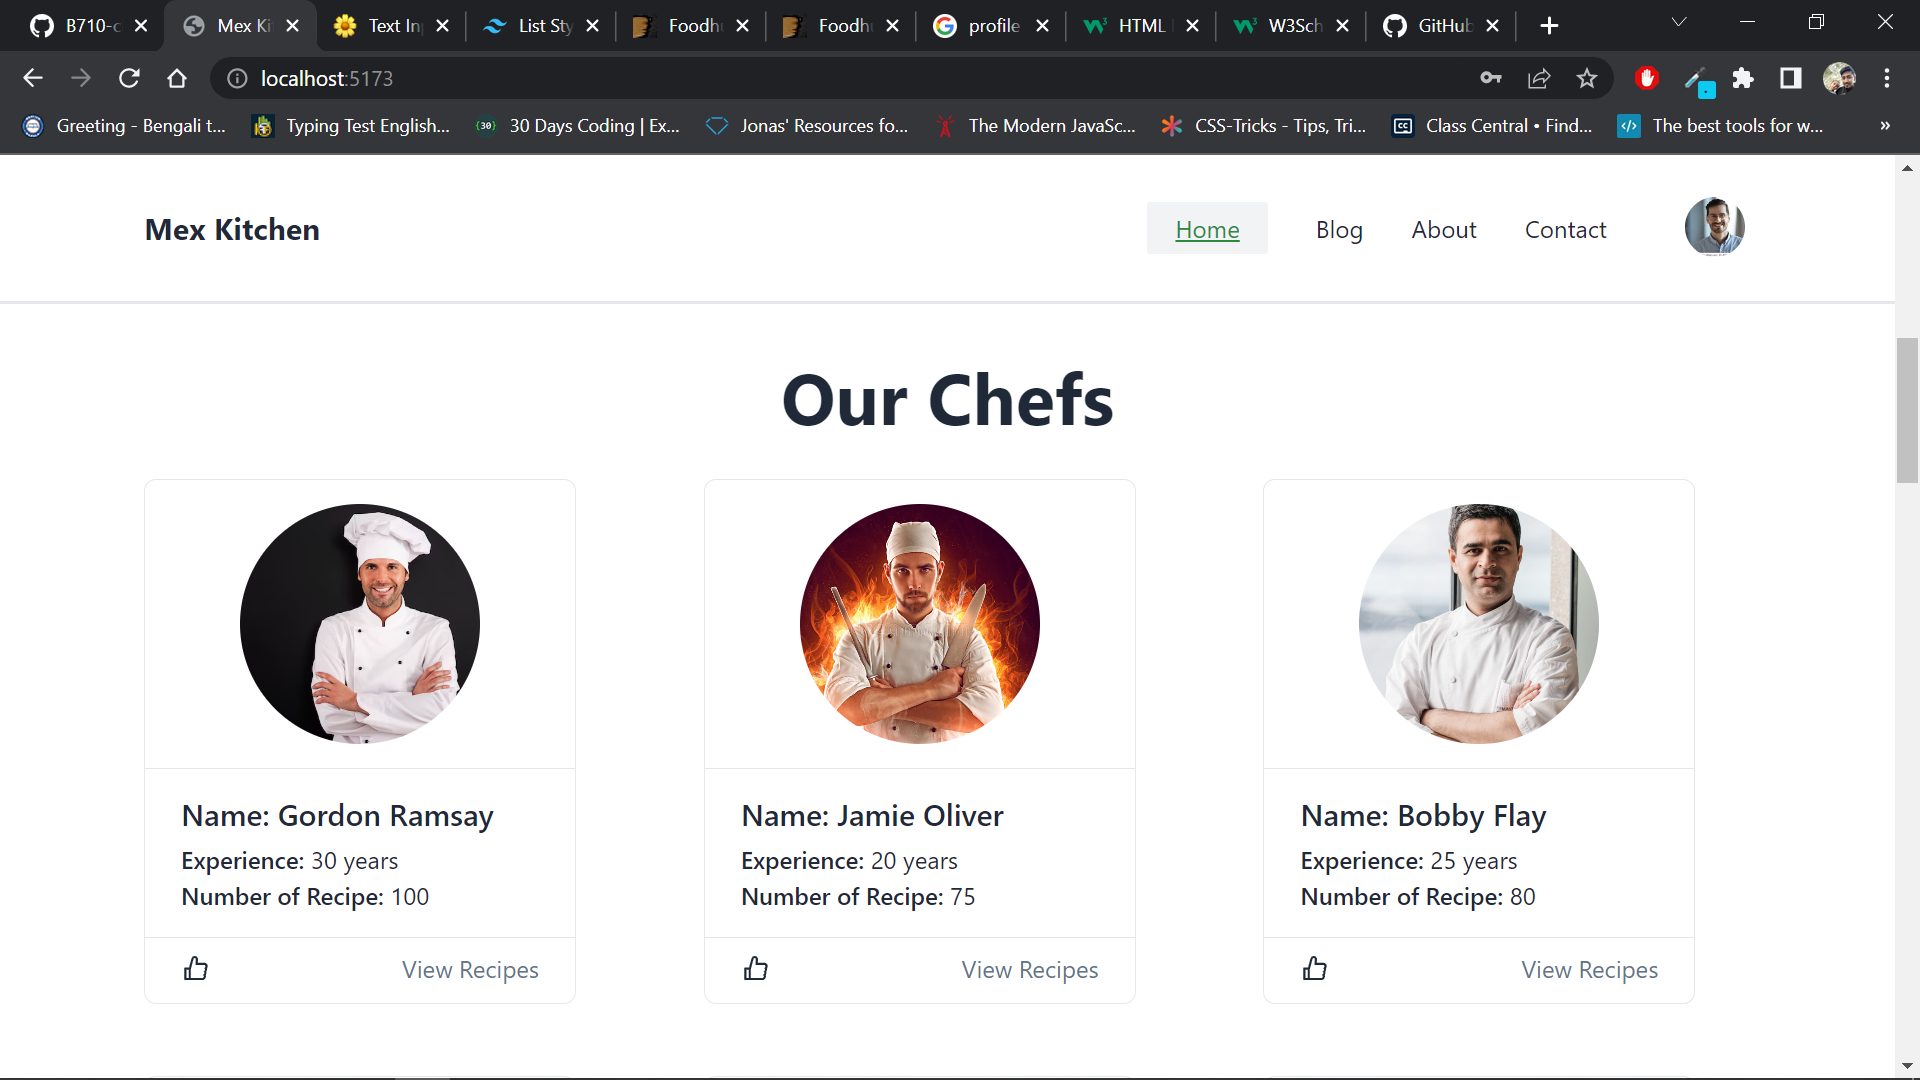 B710-c
Mex Ki
Text In
List Sty
Foodhu
Foodhu
profile
HTML
W3Sch
GitHub
localhost:5173
Greeting - Bengali t...
Typing Test English...
{30}
30 Days Coding | Ex...
Jonas' Resources fo...
The Modern JavaSc...
CSS-Tricks - Tips, Tri...
CC
Class Central • Find...
</>
The best tools for w...
»
Mex Kitchen
Home
Blog
About
Contact
Our Chefs
Name: Gordon Ramsay
Experience: 30 years
Number of Recipe: 100
View Recipes
Name: Jamie Oliver
Experience: 20 years
Number of Recipe: 75
View Recipes
Name: Bobby Flay
Experience: 25 years
Number of Recipe: 80
View Recipes